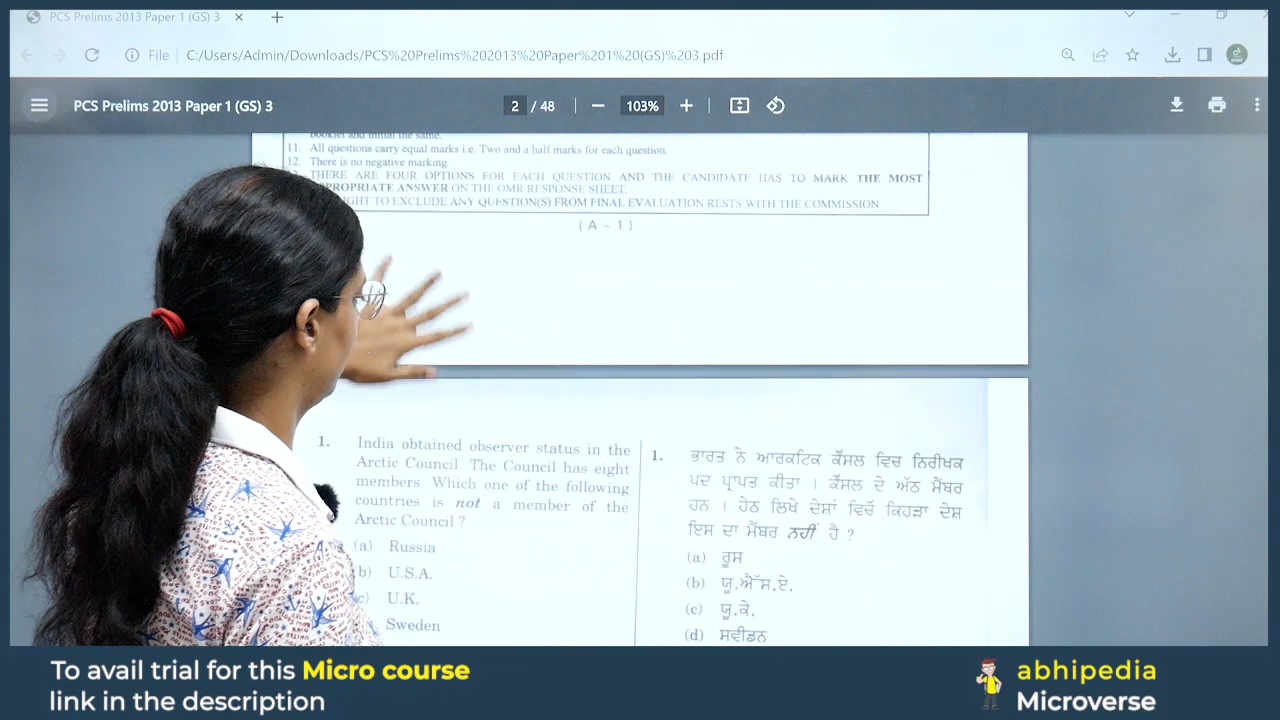 PCS Prelims 2013 Paper 1 (GS) 3
File C:/Users/Admin/Downloads/PCS%20Prelims%202013%20Paper%201%20(GS)%203.pdf
PCS Prelims 2013 Paper 1 (GS) 3
2 / 48
103%
booklet and initial the same.
11. All questions carry equal marks i.e. Two and a half marks for each question.
12. There is no negative marking.
THERE ARE FOUR OPTIONS FOR EACH QUESTION AND THE CANDIDATE HAS TO MARK THE MOST
ANSWER ON THE OMR RESPONSE SHEET.
TO EXCLUDE ANY QUESTION(S) FROM FINAL EVALUATION RESTS WITH THE COMMISSION
( A - 1 )
1. India obtained observer status in the
Arctic Council. The Council has eight
members. Which one of the following
countries is not a member of the
Arctic Council ?
(a) Russia
(b) U.S.A.
(c) U.K.
Sweden
1. ਭਾਰਤ ਨੇ ਆਰਕਟਿਕ ਕੌਂਸਲ ਵਿਚ ਨਿਰੀਖਕ
ਪਦ ਪ੍ਰਾਪਤ ਕੀਤਾ । ਕੌਂਸਲ ਦੇ ਅੱਠ ਮੈਂਬਰ
ਹਨ । ਹੇਠ ਲਿਖੇ ਦੇਸ਼ਾਂ ਵਿਚੋਂ ਕਿਹੜਾ ਦੇਸ਼
ਇਸ ਦਾ ਮੈਂਬਰ ਨਹੀਂ ਹੈ ?
(a) ਰੂਸ
(b) ਯੂ.ਐੱਸ.ਏ.
(c) ਯੂ.ਕੇ.
(d) ਸਵੀਡਨ
To avail trial for this Micro course
link in the description
abhipedia
Microverse